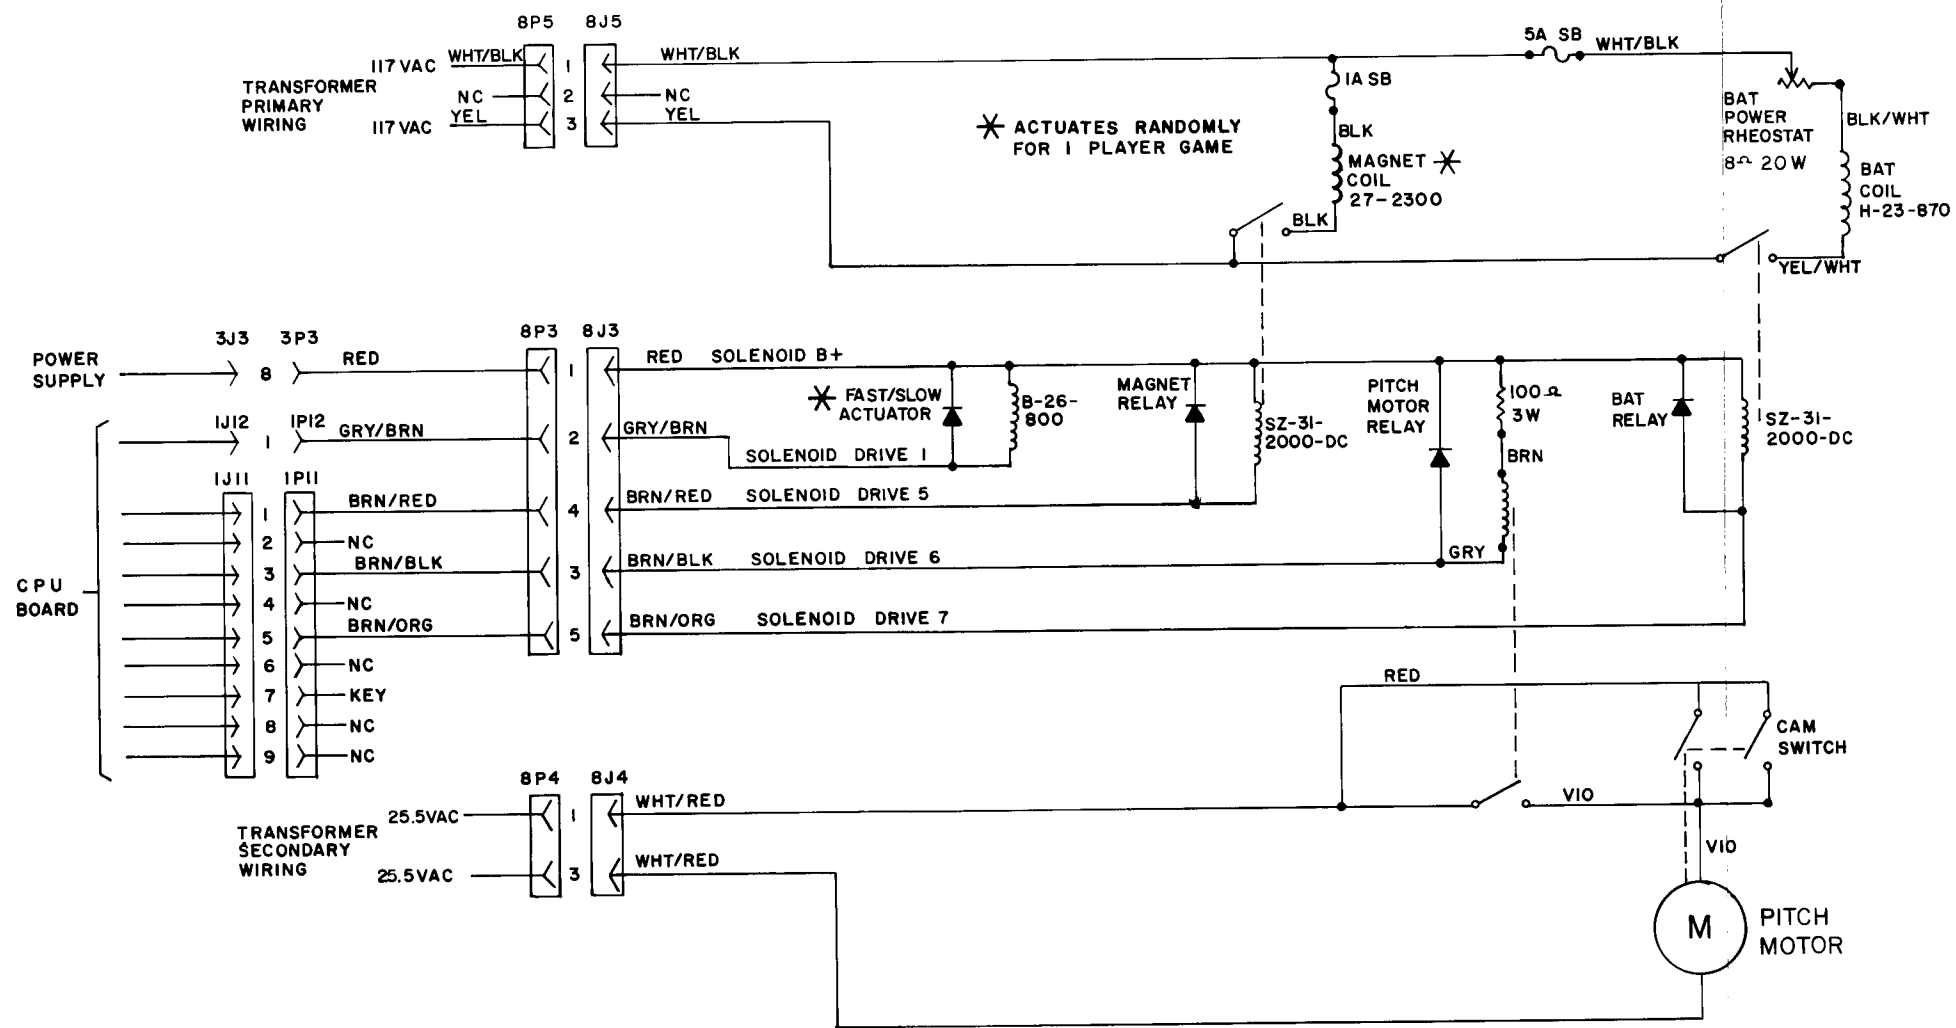 8P5 8J5
117 VAC WHT/BLK 1 WHT/BLK
TRANSFORMER
PRIMARY
WIRING
NC 2 NC
117 VAC YEL 3 YEL
5A SB WHT/BLK
1A SB
BLK
MAGNET *
COIL
27-2300
BLK
* ACTUATES RANDOMLY
FOR 1 PLAYER GAME
BAT
POWER
RHEOSTAT
8Ω 20W
BLK/WHT
BAT
COIL
H-23-870
YEL/WHT
3J3 3P3 8P3 8J3
POWER
SUPPLY
8 RED 1 RED SOLENOID B+
1J12 1P12
1 GRY/BRN 2 GRY/BRN
SOLENOID DRIVE 1
* FAST/SLOW
ACTUATOR
B-26-
800
MAGNET
RELAY
SZ-31-
2000-DC
PITCH
MOTOR
RELAY
100Ω
3W
BRN
GRY
BAT
RELAY
SZ-31-
2000-DC
1J11 1P11
CPU
BOARD
1 BRN/RED 4 BRN/RED SOLENOID DRIVE 5
2 NC
3 BRN/BLK 3 BRN/BLK SOLENOID DRIVE 6
4 NC
5 BRN/ORG 5 BRN/ORG SOLENOID DRIVE 7
6 NC
7 KEY
8 NC
9 NC
RED
CAM
SWITCH
8P4 8J4
25.5VAC 1 WHT/RED
VIO
TRANSFORMER
SECONDARY
WIRING
25.5VAC 3 WHT/RED
VIO
M
PITCH
MOTOR